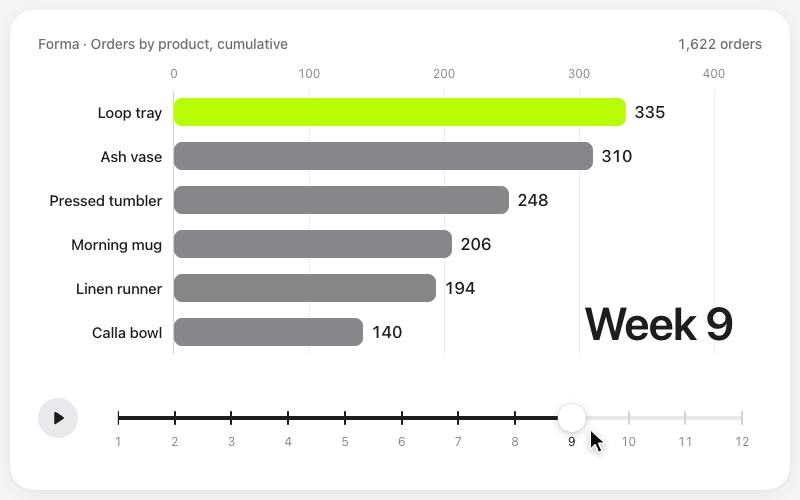 Forma · Orders by product, cumulative
1,622 orders
0 100 200 300 400
Loop tray 335
Ash vase 310
Pressed tumbler 248
Morning mug 206
Linen runner 194
Calla bowl 140
Week 9
1 2 3 4 5 6 7 8 9 10 11 12